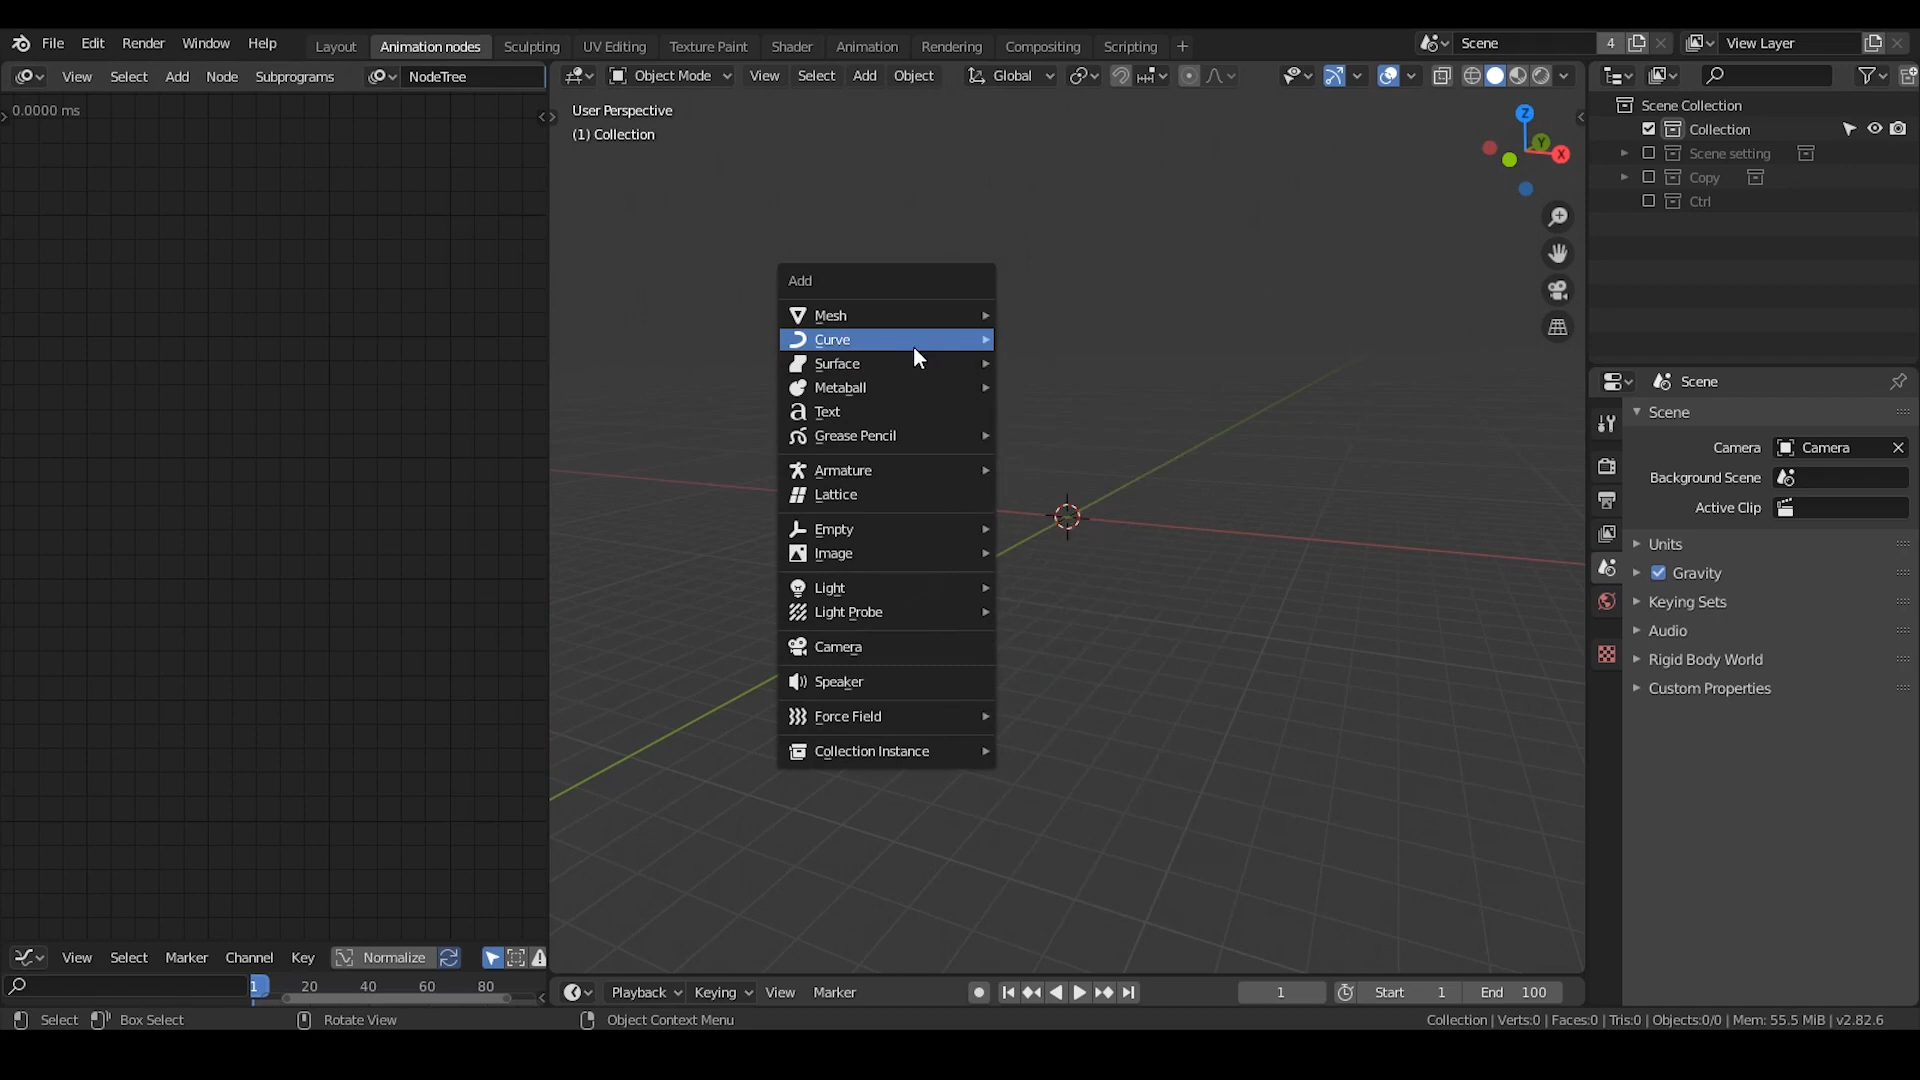 File Edit Render Window Help Layout Animation nodes Sculpting UV Editing Texture Paint Shader Animation Rendering Compositing Scripting + Scene 4 View Layer
View Select Add Node Subprograms NodeTree Object Mode View Select Add Object Global
0.0000 ms
User Perspective
(1) Collection
Z
Y
X
Scene Collection
Collection
Scene setting
Copy
Ctrl
Add
Mesh
Curve
Surface
Metaball
Text
Grease Pencil
Armature
Lattice
Empty
Image
Light
Light Probe
Camera
Speaker
Force Field
Collection Instance
Scene
Scene
Camera Camera
Background Scene
Active Clip
Units
Gravity
Keying Sets
Audio
Rigid Body World
Custom Properties
View Select Marker Channel Key Normalize
1 20 40 60 80
Playback Keying View Marker 1 Start 1 End 100
Select Box Select Rotate View Object Context Menu Collection | Verts:0 | Faces:0 | Tris:0 | Objects:0/0 | Mem: 55.5 MiB | v2.82.6